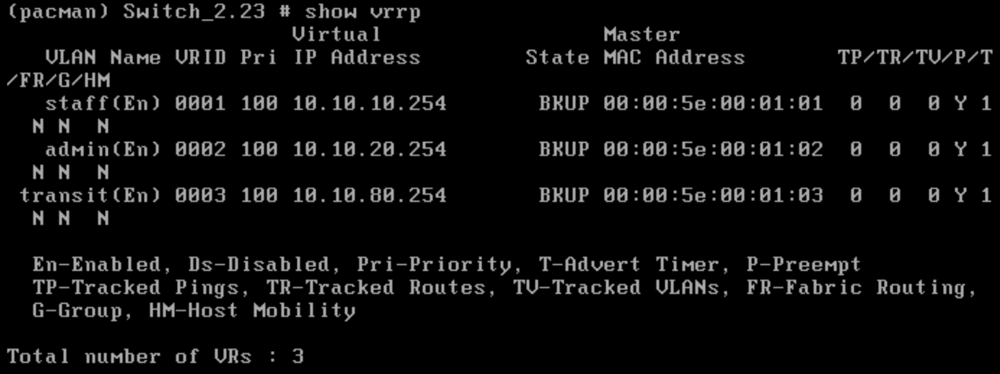 (pacman) Switch_2.23 # show vrrp
                      Virtual                 Master
   VLAN Name VRID Pri IP Address        State MAC Address       TP/TR/TV/P/T
/FR/G/HM
   staff(En) 0001 100 10.10.10.254       BKUP 00:00:5e:00:01:01  0  0  0 Y 1
  N N  N
   admin(En) 0002 100 10.10.20.254       BKUP 00:00:5e:00:01:02  0  0  0 Y 1
  N N  N
 transit(En) 0003 100 10.10.80.254       BKUP 00:00:5e:00:01:03  0  0  0 Y 1
  N N  N
  En-Enabled, Ds-Disabled, Pri-Priority, T-Advert Timer, P-Preempt
  TP-Tracked Pings, TR-Tracked Routes, TV-Tracked VLANs, FR-Fabric Routing,
  G-Group, HM-Host Mobility
Total number of VRs : 3